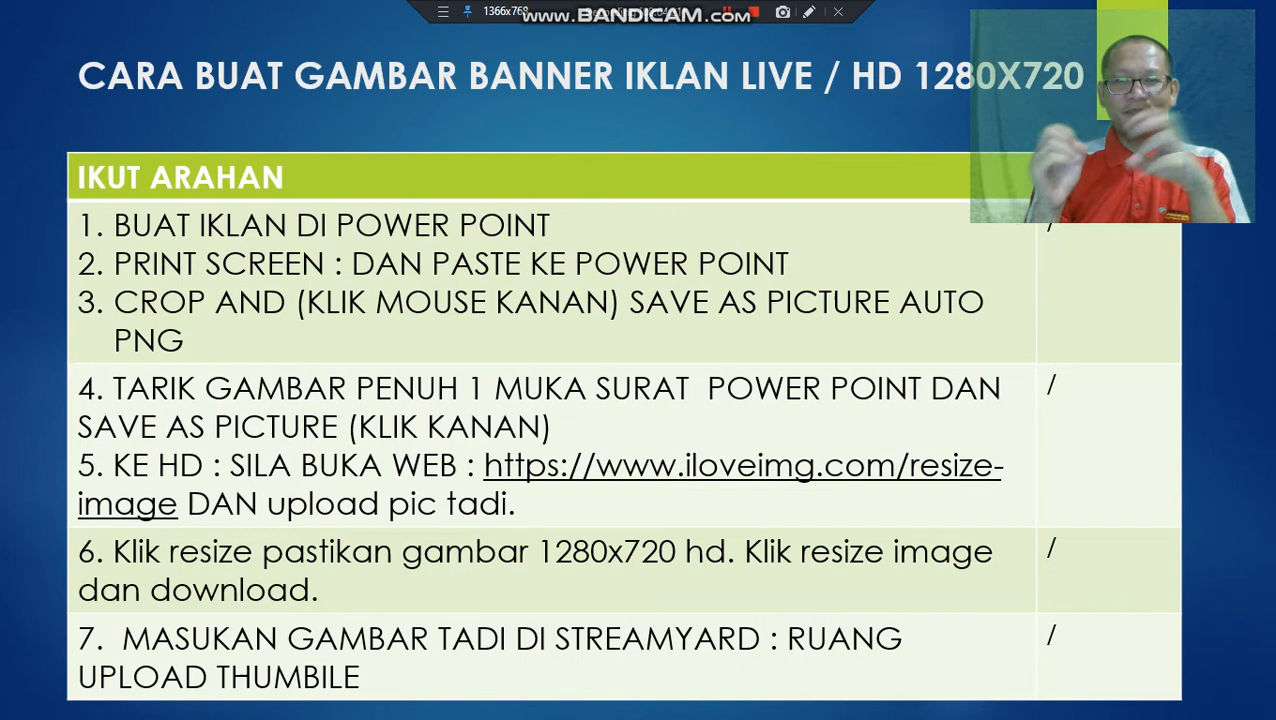 1366x768
www.BANDICAM.com
CARA BUAT GAMBAR BANNER IKLAN LIVE / HD 1280X720
IKUT ARAHAN
1. BUAT IKLAN DI POWER POINT
/
2. PRINT SCREEN : DAN PASTE KE POWER POINT
3. CROP AND (KLIK MOUSE KANAN) SAVE AS PICTURE AUTO
PNG
4. TARIK GAMBAR PENUH 1 MUKA SURAT POWER POINT DAN
/
SAVE AS PICTURE (KLIK KANAN)
5. KE HD : SILA BUKA WEB : https://www.iloveimg.com/resize-
image DAN upload pic tadi.
6. Klik resize pastikan gambar 1280x720 hd. Klik resize image
/
dan download.
7. MASUKAN GAMBAR TADI DI STREAMYARD : RUANG
/
UPLOAD THUMBILE